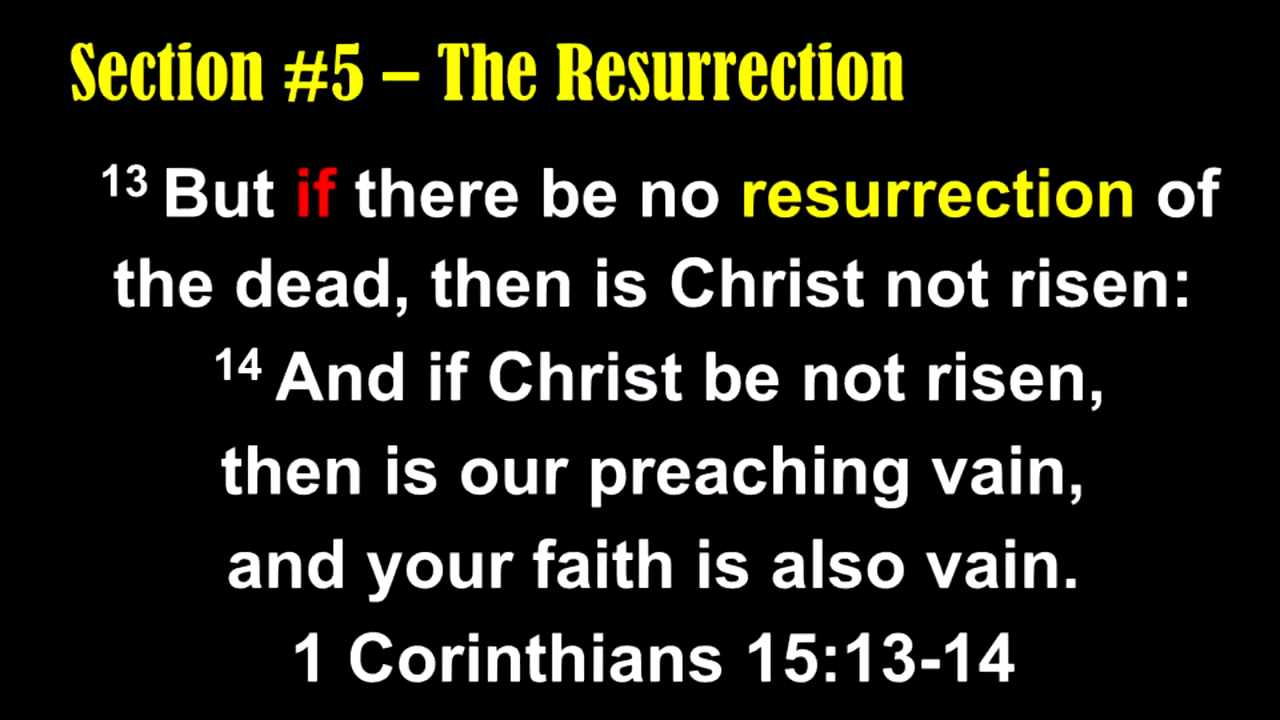 Section #5 – The Resurrection
13 But if there be no resurrection of
the dead, then is Christ not risen:
14 And if Christ be not risen,
then is our preaching vain,
and your faith is also vain.
1 Corinthians 15:13-14